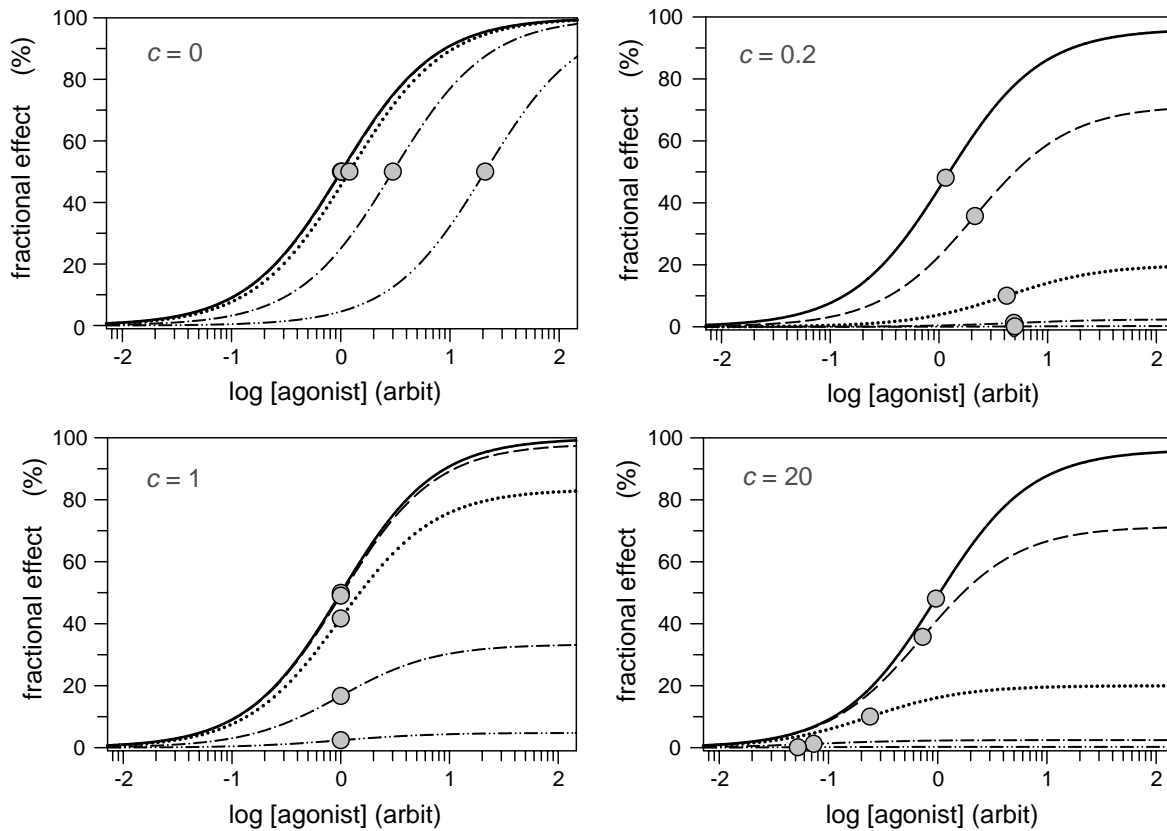 c = 0
fractional effect (%)
100
80
60
40
20
0
-2 -1 0 1 2
log [agonist] (arbit)
c = 0.2
fractional effect (%)
100
80
60
40
20
0
-2 -1 0 1 2
log [agonist] (arbit)
c = 1
fractional effect (%)
100
80
60
40
20
0
-2 -1 0 1 2
log [agonist] (arbit)
c = 20
fractional effect (%)
100
80
60
40
20
0
-2 -1 0 1 2
log [agonist] (arbit)